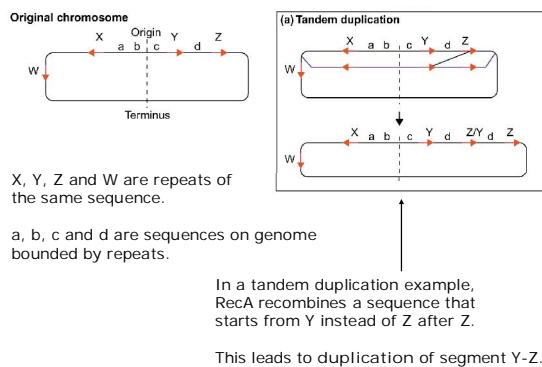 Original chromosome
Origin
X Y Z
a b c d
W
Terminus
(a) Tandem duplication
X a b c Y d Z
W
X a b c Y d Z/Y d Z
W
X, Y, Z and W are repeats of
the same sequence.
a, b, c and d are sequences on genome
bounded by repeats.
In a tandem duplication example,
RecA recombines a sequence that
starts from Y instead of Z after Z.
This leads to duplication of segment Y-Z.